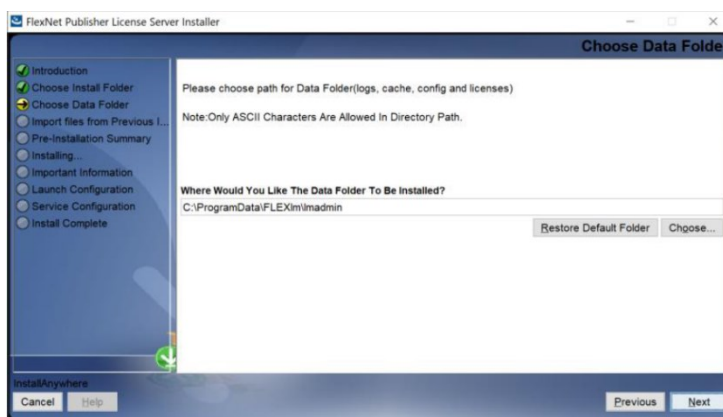 FlexNet Publisher License Server Installer
Choose Data Folde
Introduction
Choose Install Folder
Choose Data Folder
Import files from Previous I...
Pre-Installation Summary
Installing...
Important Information
Launch Configuration
Service Configuration
Install Complete
Please choose path for Data Folder(logs, cache, config and licenses)
Note:Only ASCII Characters Are Allowed In Directory Path.
Where Would You Like The Data Folder To Be Installed?
C:\ProgramData\FLEXlm\lmadmin
Restore Default Folder
Choose...
InstallAnywhere
Cancel
Help
Previous
Next